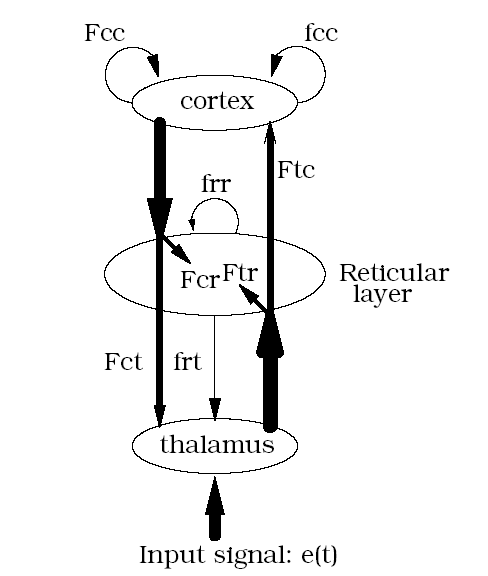 Fcc
fcc
cortex
Ftc
frr
Fcr
Ftr
Reticular
layer
Fct
frt
thalamus
Input signal: e(t)